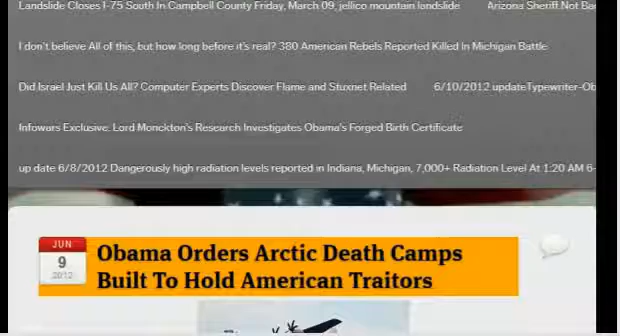 Landslide Closes I-75 South In Campbell County Friday, March 09, jellico mountain landslide Arizona Sheriff Not
I don't believe All of this, but how long before it's real? 380 American Rebels Reported Killed In Michigan Battle
Did Israel Just Kill Us All? Computer Experts Discover Flame and Stuxnet Related 6/10/2012 updateTypewriter-Ob
Infowars Exclusive: Lord Monckton's Research Investigates Obama's Forged Birth Certificate
up date 6/8/2012 Dangerously high radiation levels reported in Indiana, Michigan, 7,000+ Radiation Level At 1:20 AM 6-
JUN
9
2012
Obama Orders Arctic Death Camps
Built To Hold American Traitors